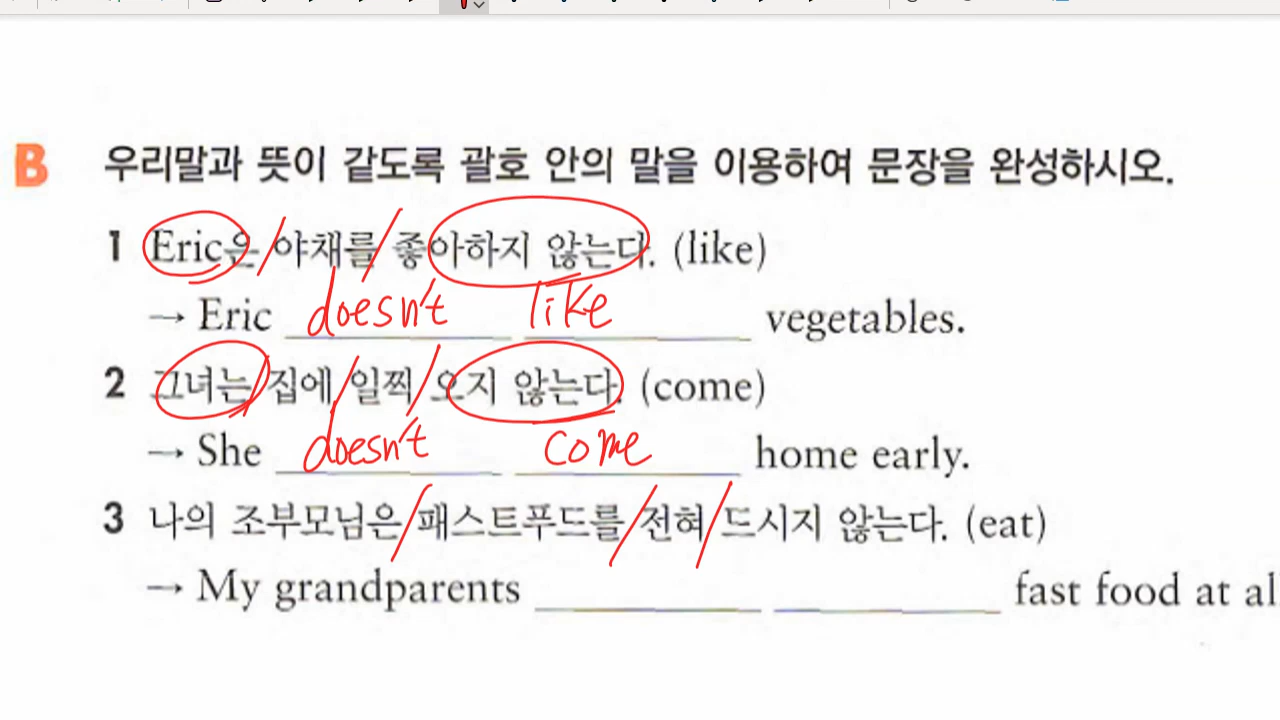 B 우리말과 뜻이 같도록 괄호 안의 말을 이용하여 문장을 완성하시오.
1 Eric은/야채를/좋아하지 않는다. (like)
→ Eric doesn't like vegetables.
2 그녀는/집에/일찍/오지 않는다. (come)
→ She doesn't come home early.
3 나의 조부모님은/패스트푸드를/전혀/드시지 않는다. (eat)
→ My grandparents ____ ____ fast food at al